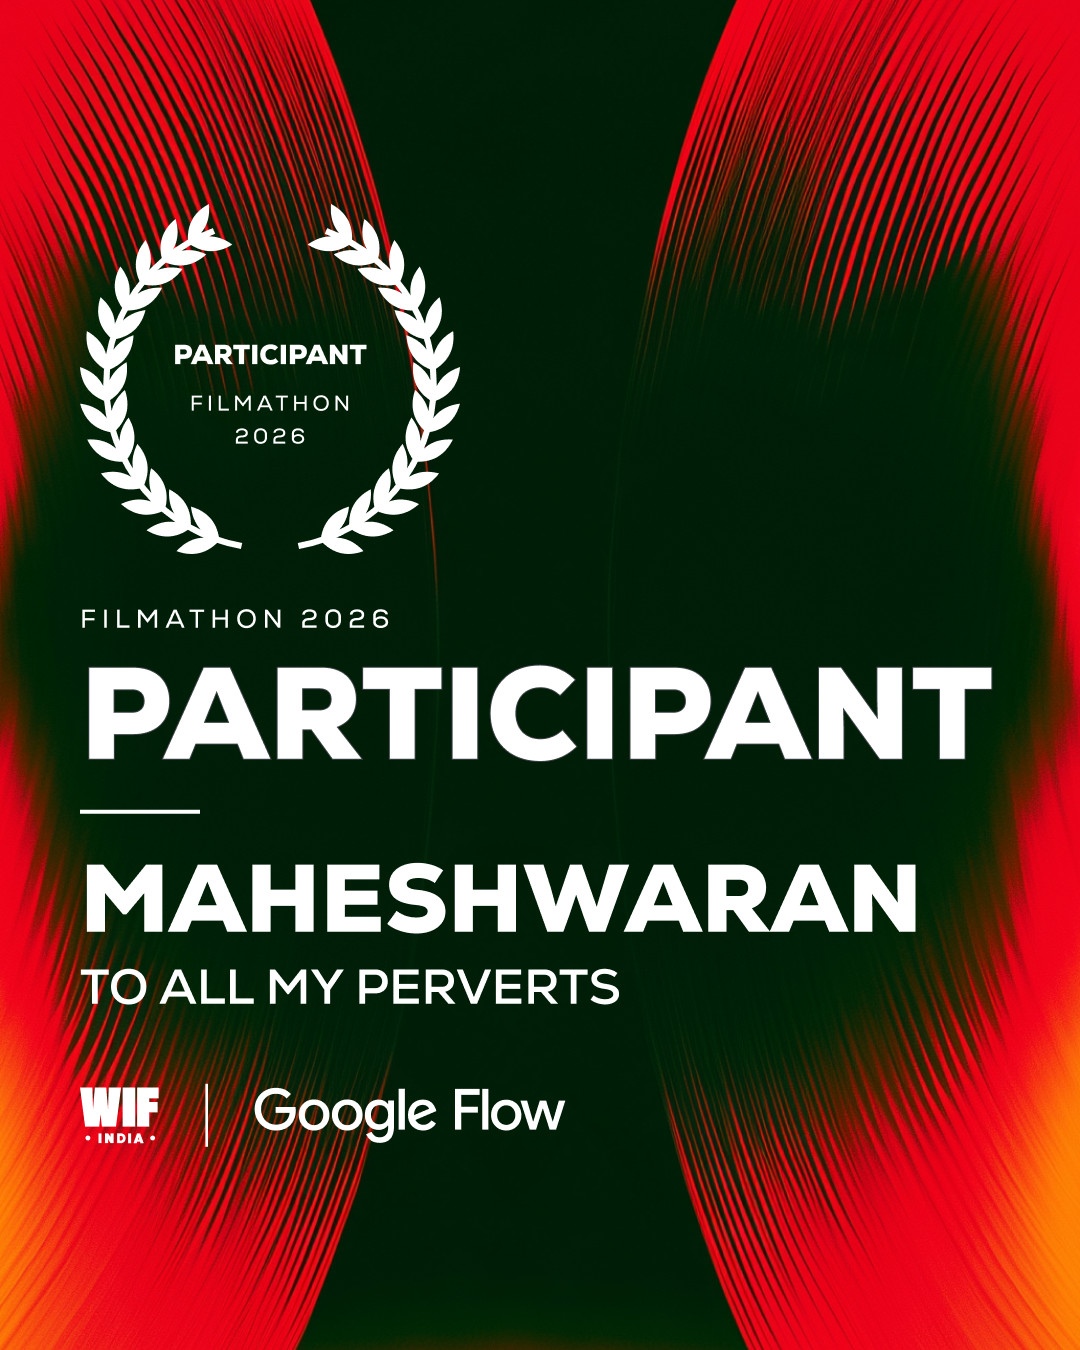 PARTICIPANT
FILMATHON
2026
FILMATHON 2026
PARTICIPANT
MAHESHWARAN
TO ALL MY PERVERTS
WIF
• INDIA •
Google Flow